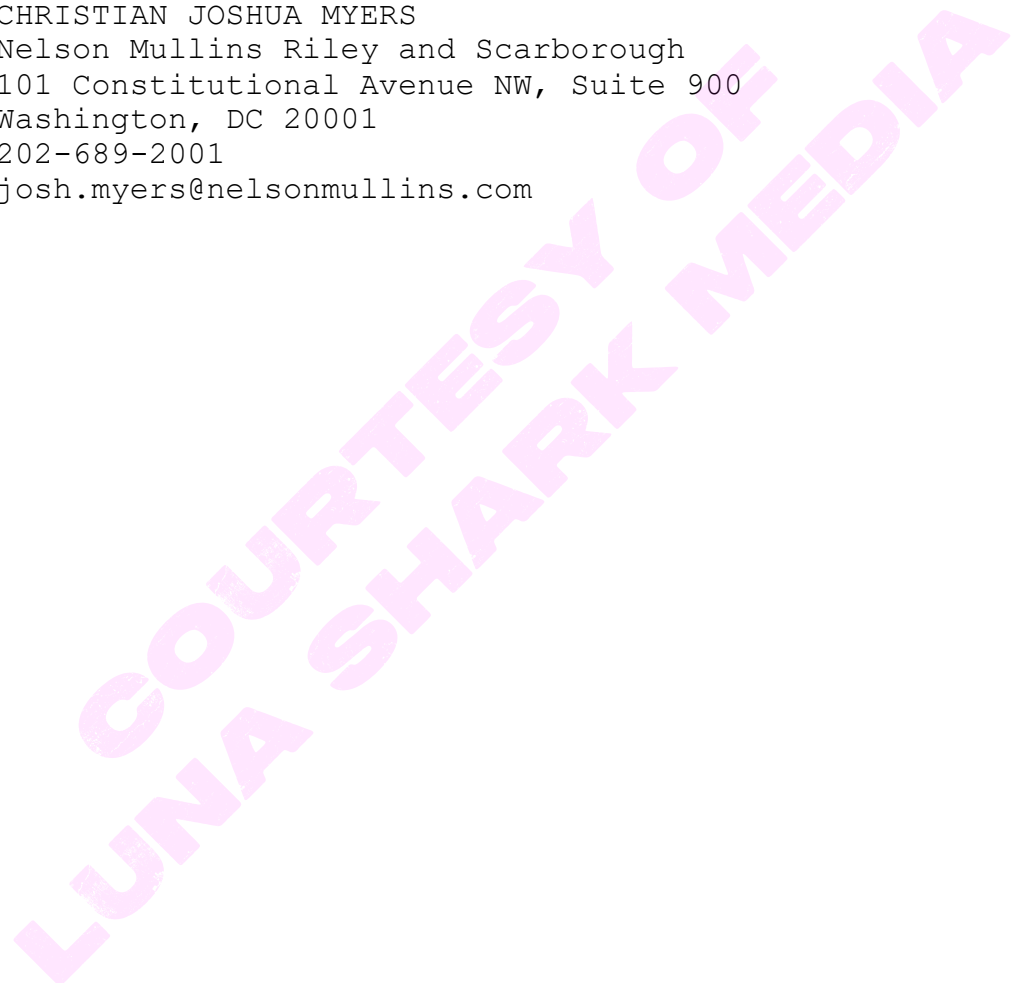 CHRISTIAN JOSHUA MYERS
Nelson Mullins Riley and Scarborough
101 Constitutional Avenue NW, Suite 900
Washington, DC 20001
202-689-2001
josh.myers@nelsonmullins.com
COURTESY OF
LUNA SHARK MEDIA